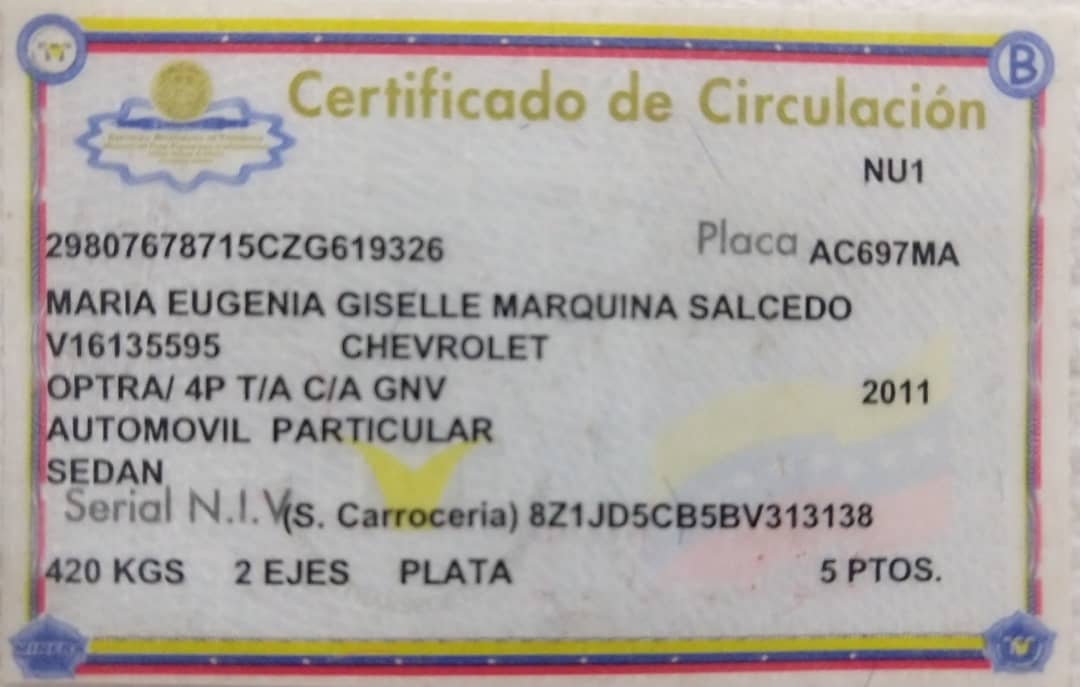 B
Certificado de Circulación
NU1
29807678715CZG619326 Placa AC697MA
MARIA EUGENIA GISELLE MARQUINA SALCEDO
V16135595 CHEVROLET
OPTRA/ 4P T/A C/A GNV 2011
AUTOMOVIL PARTICULAR
SEDAN
Serial N.I.V(S. Carroceria) 8Z1JD5CB5BV313138
420 KGS 2 EJES PLATA 5 PTOS.